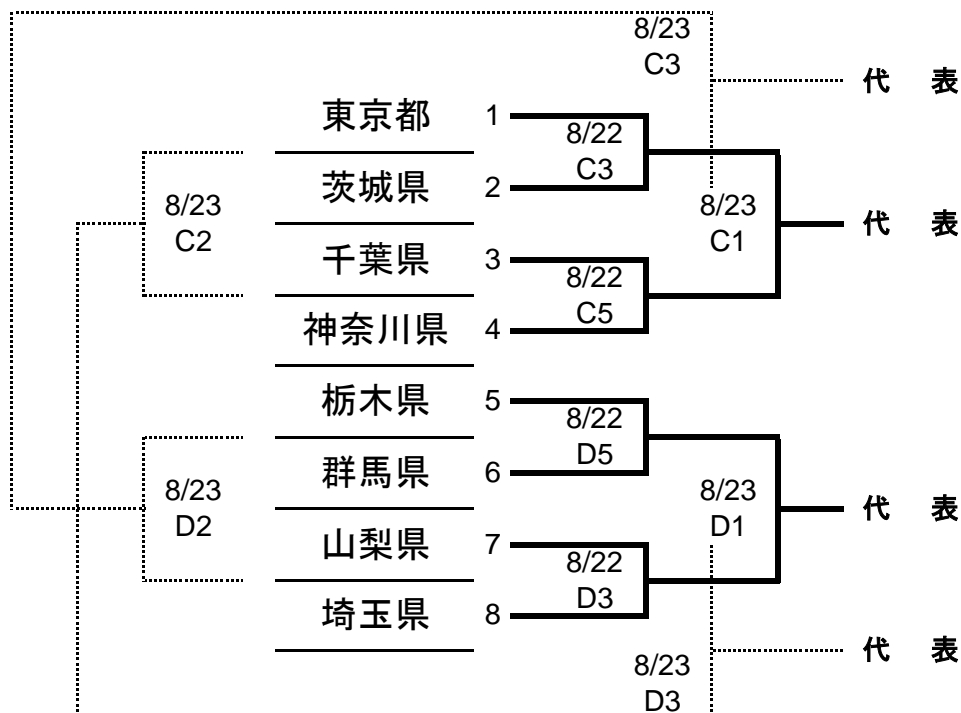 8/23
C3
代 表
東京都 1
8/22
C3
茨城県 2
8/23
C2
8/23
C1
代 表
千葉県 3
8/22
C5
神奈川県 4
栃木県 5
8/22
D5
群馬県 6
8/23
D2
8/23
D1
代 表
山梨県 7
8/22
D3
埼玉県 8
代 表
8/23
D3